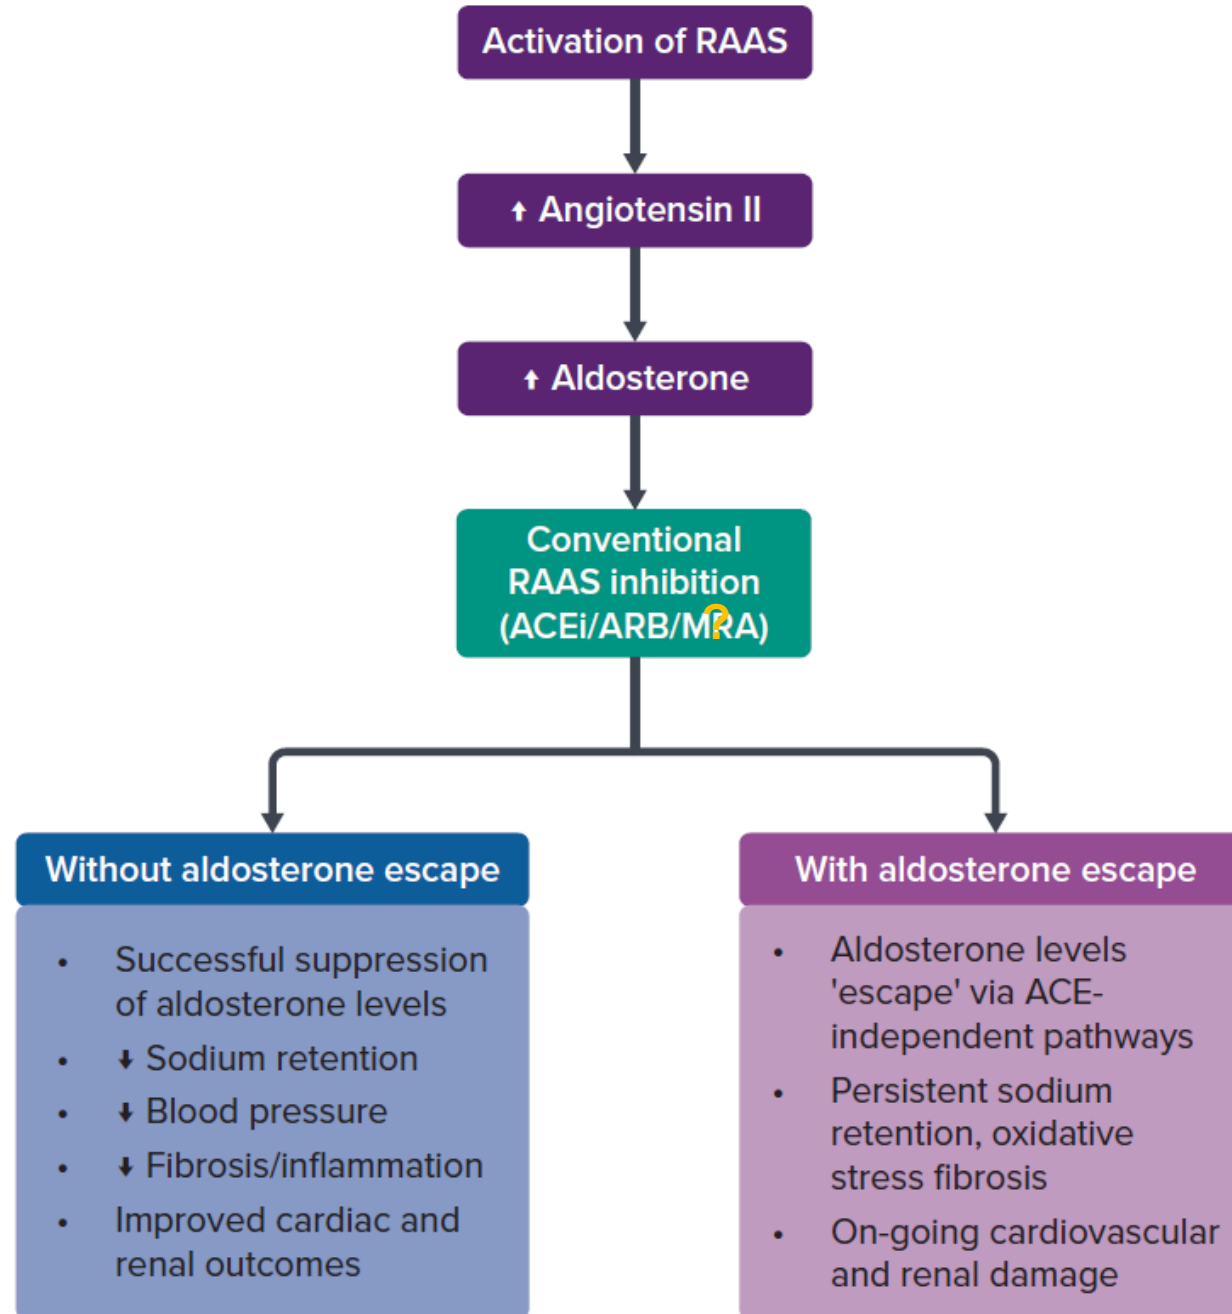 Activation of RAAS
↑ Angiotensin II
↑ Aldosterone
Conventional
RAAS inhibition
(ACEi/ARB/MRA)
?
Without aldosterone escape
• Successful suppression
of aldosterone levels
• ↓ Sodium retention
• ↓ Blood pressure
• ↓ Fibrosis/inflammation
• Improved cardiac and
renal outcomes
With aldosterone escape
• Aldosterone levels
'escape' via ACE-
independent pathways
• Persistent sodium
retention, oxidative
stress fibrosis
• On-going cardiovascular
and renal damage